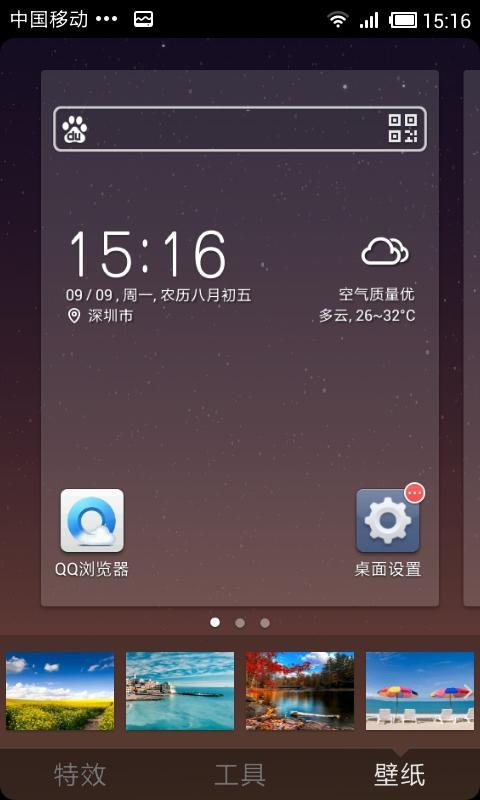 中国移动 ••• 15:16
du
15:16
09 / 09 , 周一, 农历八月初五
深圳市
空气质量优
多云, 26~32°C
QQ浏览器
桌面设置
特效 工具 壁纸